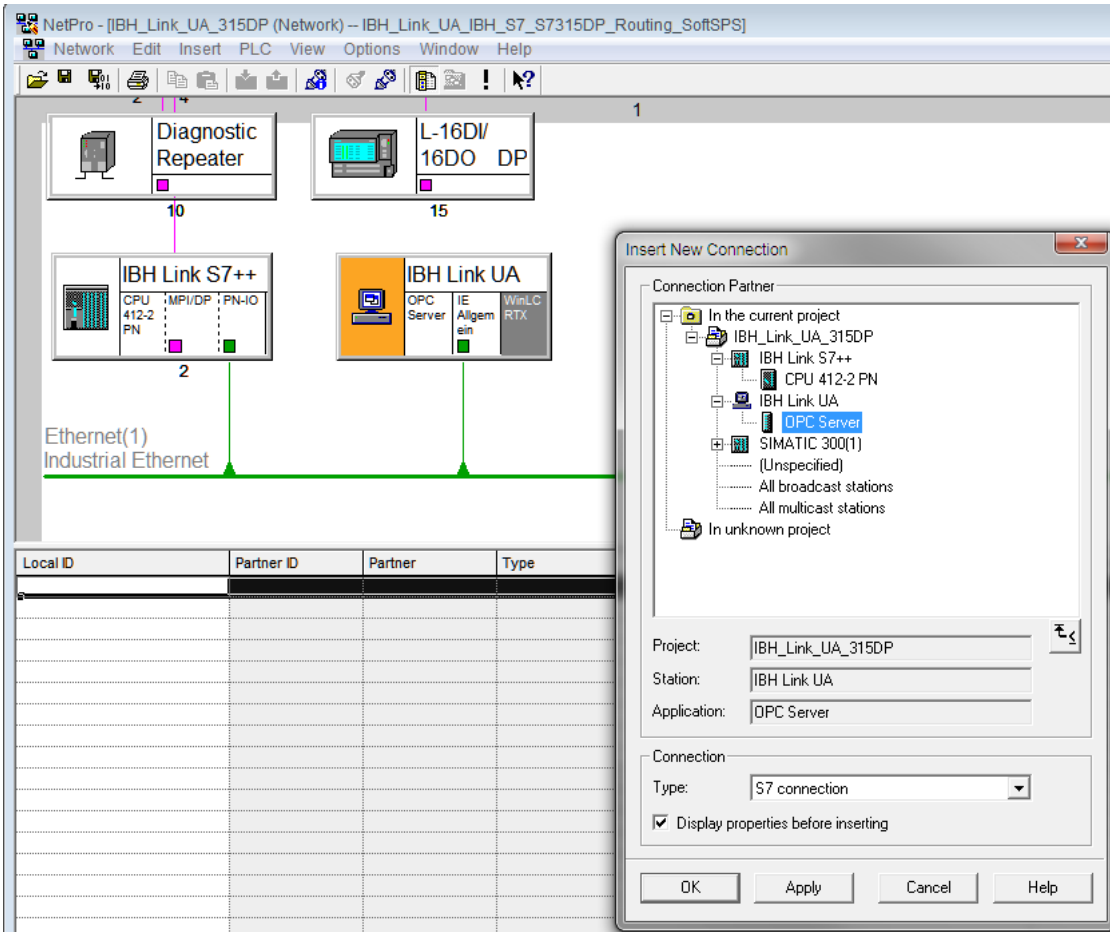 NetPro - [IBH_Link_UA_315DP (Network) -- IBH_Link_UA_IBH_S7_S7315DP_Routing_SoftSPS]
Network Edit Insert PLC View Options Window Help
2 4
1
Diagnostic
Repeater
10
L-16DI/
16DO DP
15
IBH Link S7++
CPU
412-2
PN
MPI/DP
PN-IO
2
IBH Link UA
OPC
Server
IE
Allgem
ein
WinLC
RTX
Ethernet(1)
Industrial Ethernet
Local ID Partner ID Partner Type
Insert New Connection
Connection Partner
In the current project
IBH_Link_UA_315DP
IBH Link S7++
CPU 412-2 PN
IBH Link UA
OPC Server
SIMATIC 300(1)
(Unspecified)
All broadcast stations
All multicast stations
In unknown project
Project: IBH_Link_UA_315DP
Station: IBH Link UA
Application: OPC Server
Connection
Type: S7 connection
Display properties before inserting
OK Apply Cancel Help